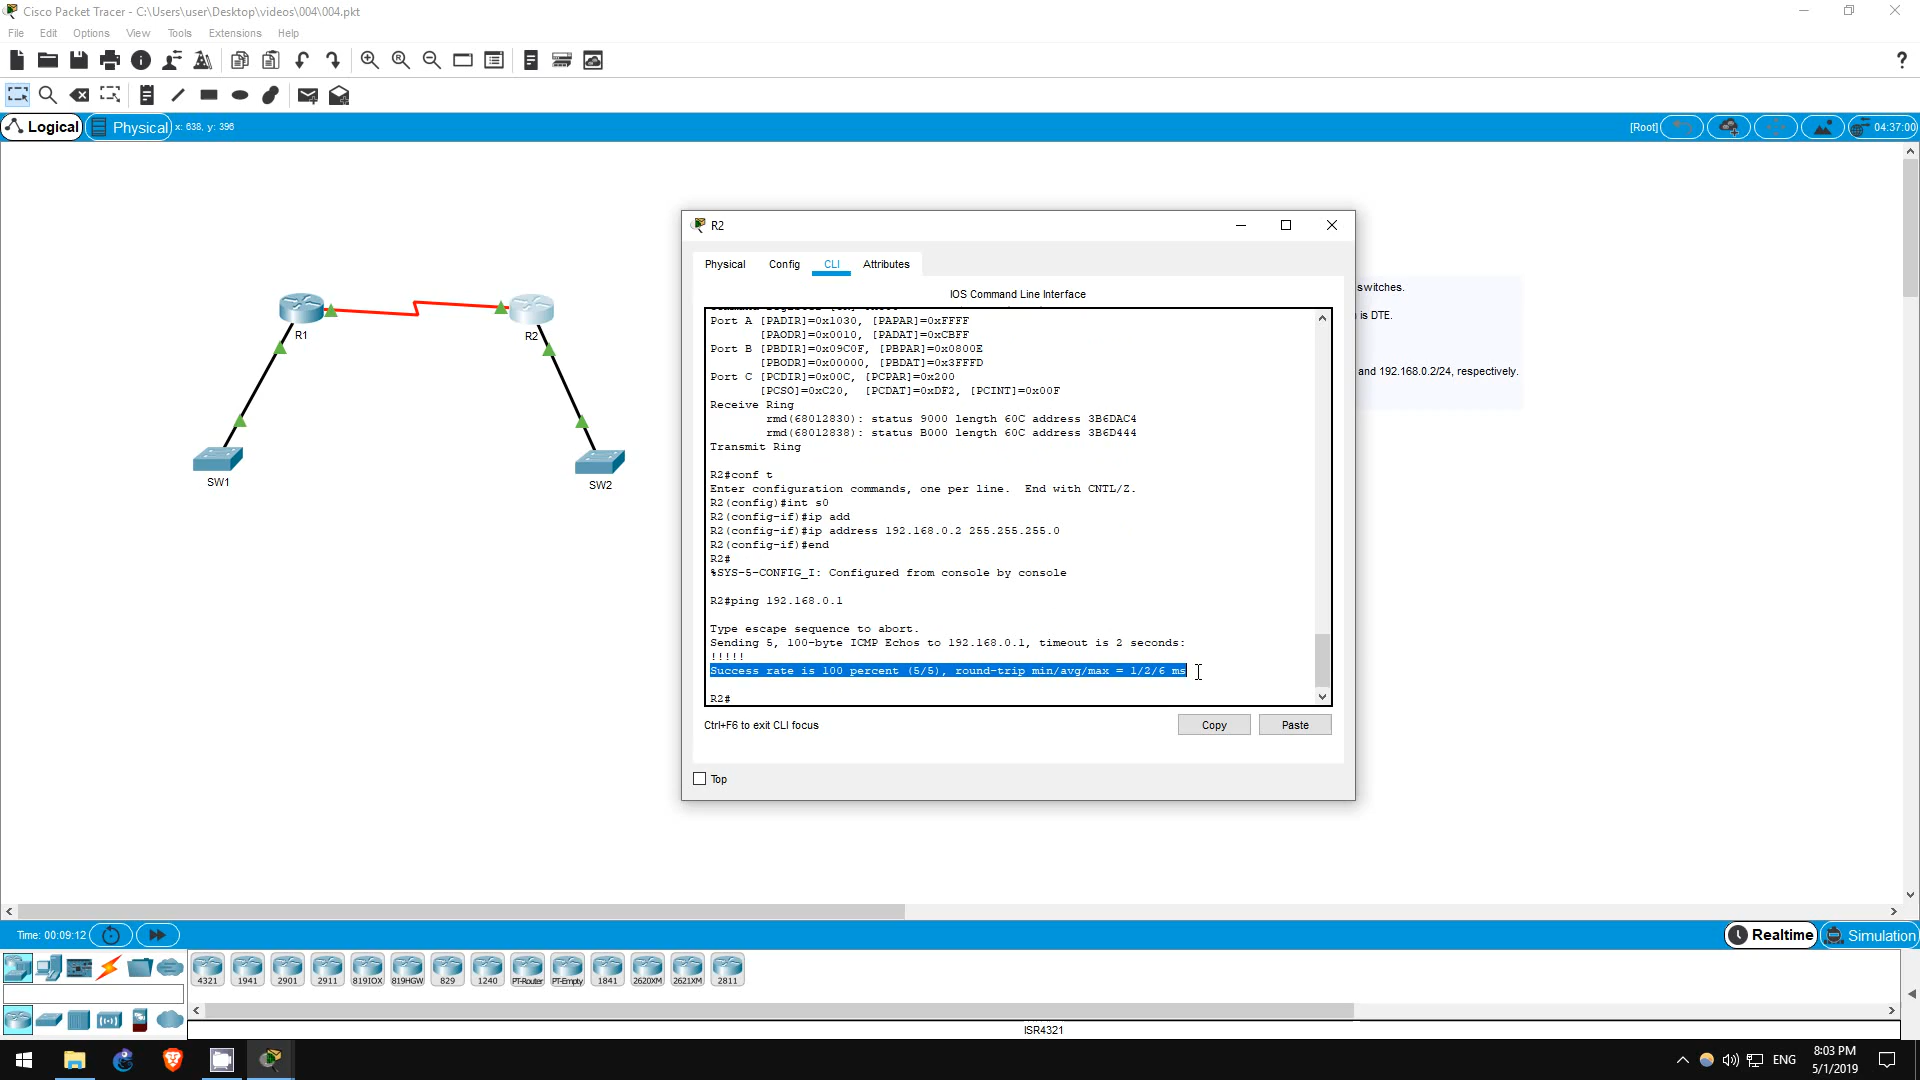 Cisco Packet Tracer - C:\Users\user\Desktop\videos\004\004.pkt
File Edit Options View Tools Extensions Help
Logical Physical x: 638, y: 396 [Root] 04:37:00
R2
Physical Config CLI Attributes
IOS Command Line Interface
Port A [PADIR]=0x1030, [PAPAR]=0xFFFF
[PAODR]=0x0010, [PADAT]=0xCBFF
Port B [PBDIR]=0x09C0F, [PBPAR]=0x0800E
[PBODR]=0x00000, [PBDAT]=0x3FFFD
Port C [PCDIR]=0x00C, [PCPAR]=0x200
[PCSO]=0xC20, [PCDAT]=0xDF2, [PCINT]=0x00F
Receive Ring
rmd(68012830): status 9000 length 60C address 3B6DAC4
rmd(68012838): status B000 length 60C address 3B6D444
Transmit Ring
R2#conf t
Enter configuration commands, one per line. End with CNTL/Z.
R2(config)#int s0
R2(config-if)#ip add
R2(config-if)#ip address 192.168.0.2 255.255.255.0
R2(config-if)#end
R2#
%SYS-5-CONFIG_I: Configured from console by console
R2#ping 192.168.0.1
Type escape sequence to abort.
Sending 5, 100-byte ICMP Echos to 192.168.0.1, timeout is 2 seconds:
!!!!!
Success rate is 100 percent (5/5), round-trip min/avg/max = 1/2/6 ms
R2#
Ctrl+F6 to exit CLI focus
Copy Paste
Top
switches.
is DTE.
and 192.168.0.2/24, respectively.
R1
R2
SW1
SW2
Time: 00:09:12 Realtime Simulation
4321 1941 2901 2911 819IOX 819HGW 829 1240 PT-Router PT-Empty 1841 2620XM 2621XM 2811
ISR4321
ENG
8:03 PM
5/1/2019